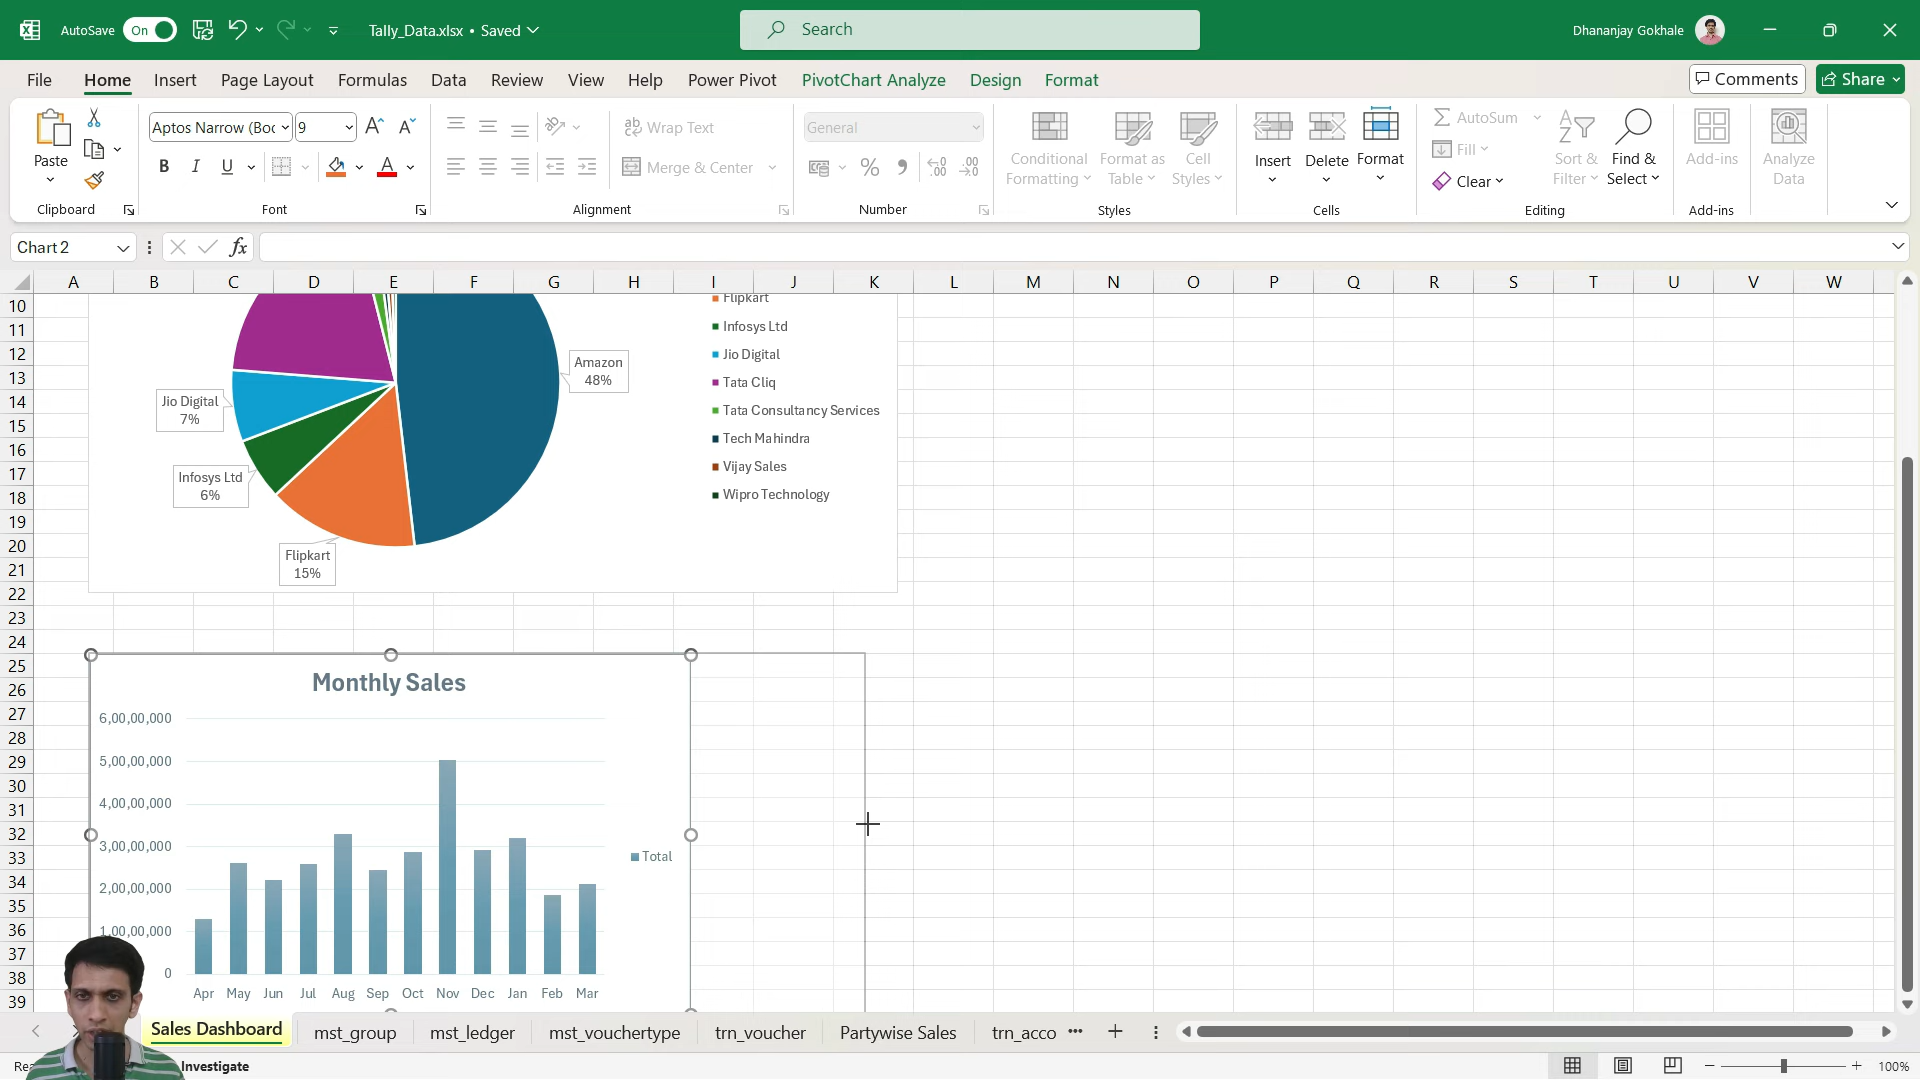 AutoSave On Tally_Data.xlsx • Saved Search Dhananjay Gokhale
File Home Insert Page Layout Formulas Data Review View Help Power Pivot PivotChart Analyze Design Format Comments Share
Paste
Clipboard
Aptos Narrow (Boc 9
B I U A
Font
Wrap Text
Merge & Center
Alignment
General
%
Number
Conditional Formatting
Format as Table
Cell Styles
Styles
Insert Delete Format
Cells
AutoSum
Fill
Clear
Sort & Filter
Find & Select
Editing
Add-ins
Add-ins
Analyze Data
Chart 2 fx
A B C D E F G H I J K L M N O P Q R S T U V W
10
11
12
13
14
15
16
17
18
19
20
21
22
23
24
25
26
27
28
29
30
31
32
33
34
35
36
37
38
39
Flipkart
Infosys Ltd
Jio Digital
Tata Cliq
Tata Consultancy Services
Tech Mahindra
Vijay Sales
Wipro Technology
Amazon
48%
Jio Digital
7%
Infosys Ltd
6%
Flipkart
15%
Monthly Sales
6,00,00,000
5,00,00,000
4,00,00,000
3,00,00,000
2,00,00,000
1,00,00,000
0
Apr May Jun Jul Aug Sep Oct Nov Dec Jan Feb Mar
Total
Sales Dashboard mst_group mst_ledger mst_vouchertype trn_voucher Partywise Sales trn_acco
Investigate 100%